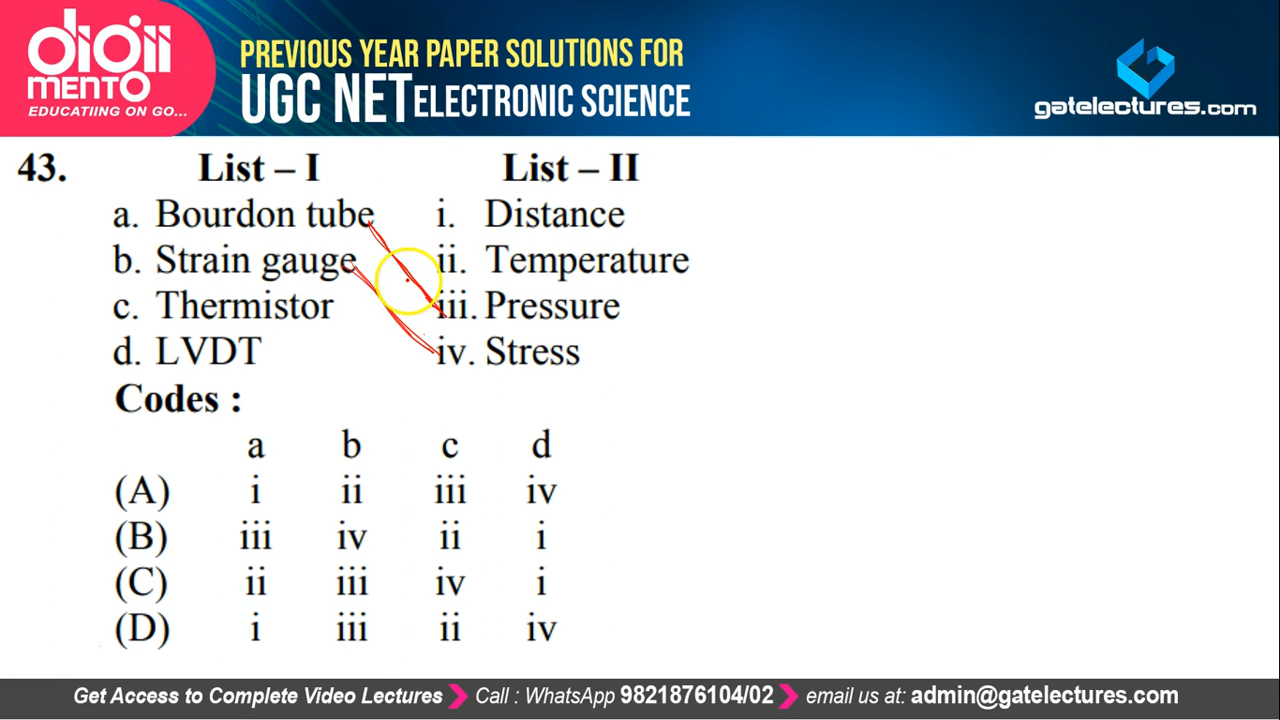 digii
MENTO
EDUCATIING ON GO...
PREVIOUS YEAR PAPER SOLUTIONS FOR
UGC NET ELECTRONIC SCIENCE
gatelectures.com
43. List – I List – II
a. Bourdon tube i. Distance
b. Strain gauge ii. Temperature
c. Thermistor iii. Pressure
d. LVDT iv. Stress
Codes :
a b c d
(A) i ii iii iv
(B) iii iv ii i
(C) ii iii iv i
(D) i iii ii iv
Get Access to Complete Video Lectures Call : WhatsApp 9821876104/02 email us at: admin@gatelectures.com